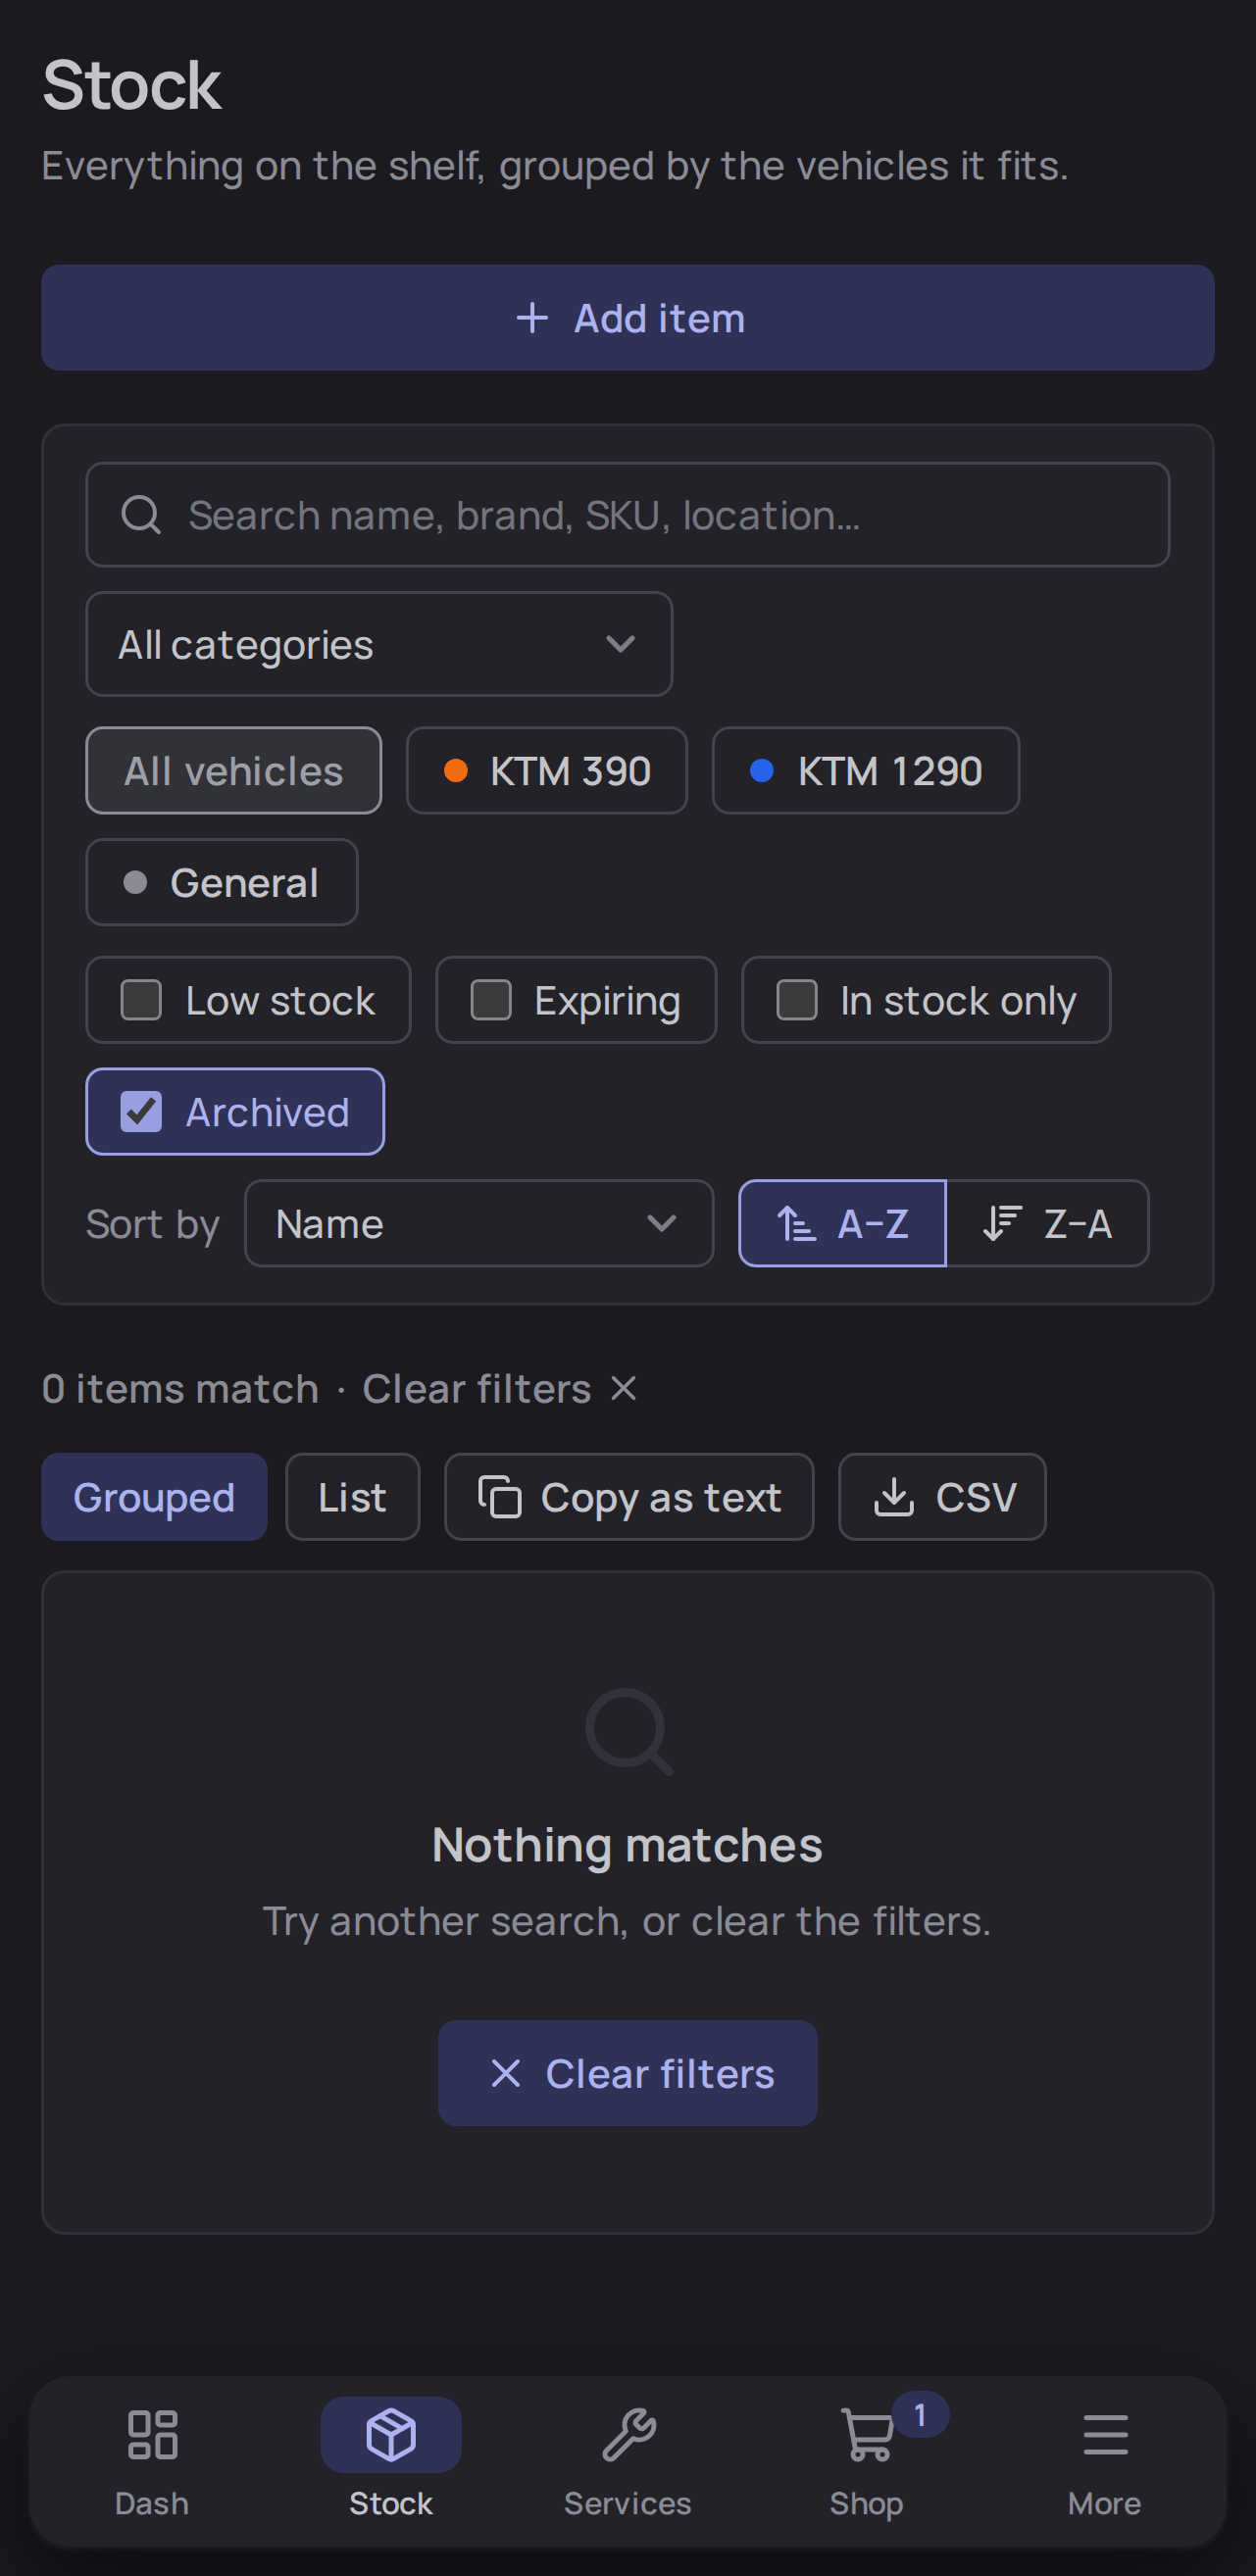 Stock
Everything on the shelf, grouped by the vehicles it fits.
Add item
Search name, brand, SKU, location...
All categories
All vehicles
KTM 390
KTM 1290
General
Low stock
Expiring
In stock only
Archived
Sort by
Name
A–Z
Z–A
0 items match · Clear filters
Grouped
List
Copy as text
CSV
Nothing matches
Try another search, or clear the filters.
Clear filters
1
Dash
Stock
Services
Shop
More